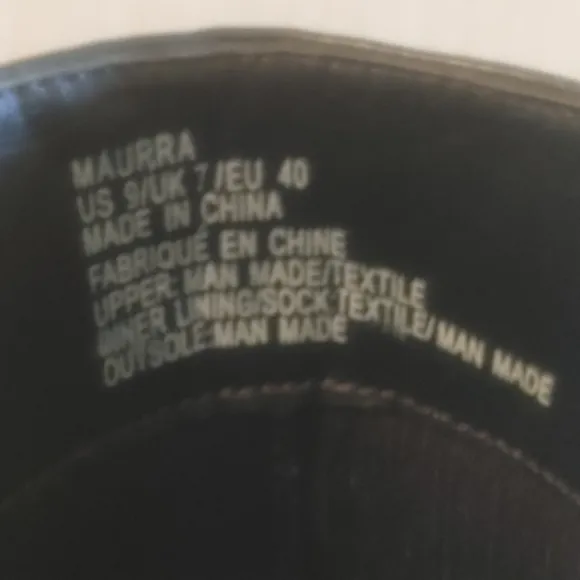 MAURRA
US 9/UK 7/EU 40
MADE IN CHINA
FABRIQUÉ EN CHINE
UPPER: MAN MADE/TEXTILE
INNER LINING/SOCK:TEXTILE/MAN MADE
OUTSOLE:MAN MADE